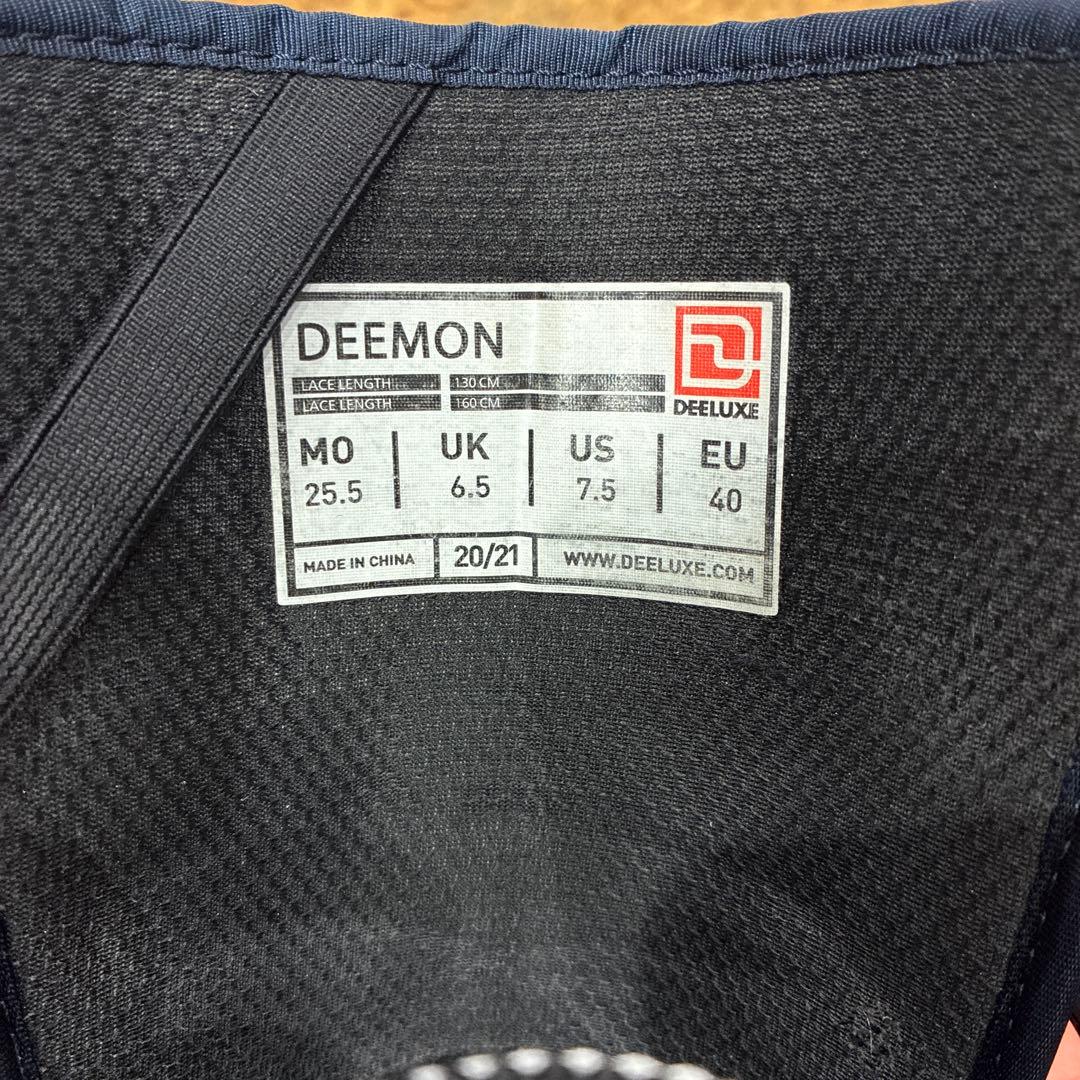 DEEMON
LACE LENGTH 130 CM
LACE LENGTH 160 CM
DEELUXE
MO UK US EU
25.5 6.5 7.5 40
MADE IN CHINA 20/21 WWW.DEELUXE.COM